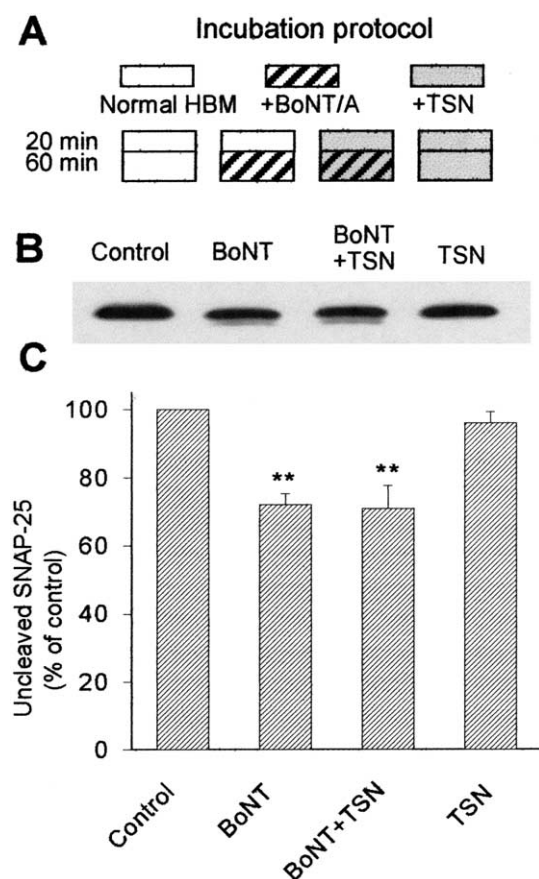 A
Incubation protocol
Normal HBM
+BoNT/A
+TSN
20 min
60 min
B
Control
BoNT
BoNT
+TSN
TSN
C
Uncleaved SNAP-25
(% of control)
100
80
60
40
20
0
**
**
Control
BoNT
BoNT+TSN
TSN